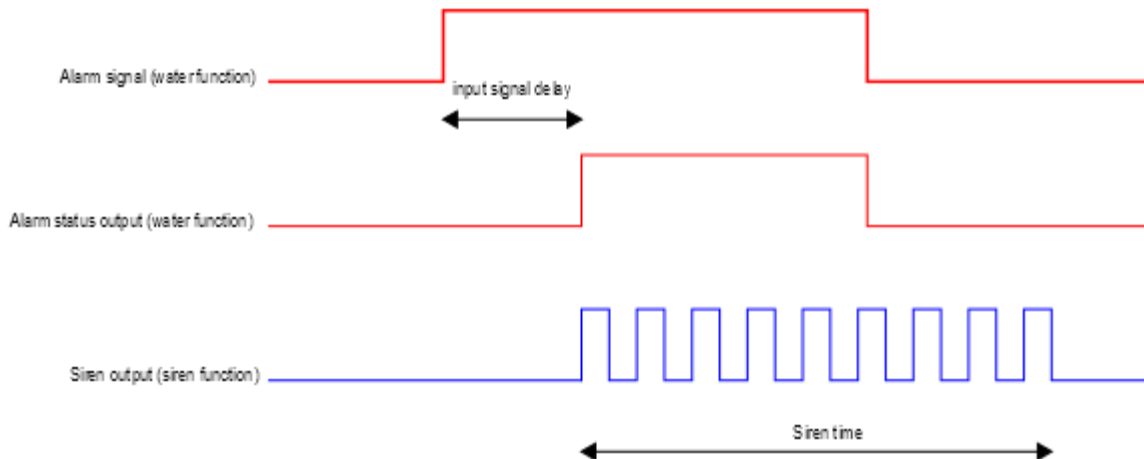 Alarm signal (water function)
input signal delay
Alarm status output (water function)
Siren output (siren function)
Siren time